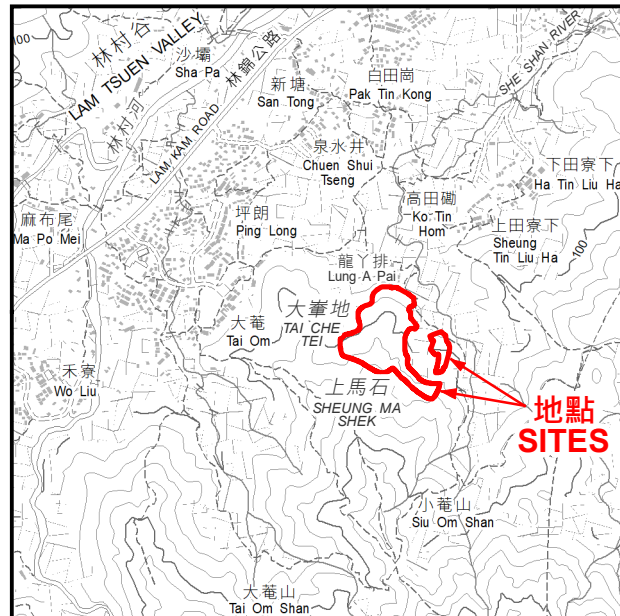 100
林村谷
LAM TSUEN VALLEY
林村河
沙壩
Sha Pa
林錦公路
LAM KAM ROAD
新塘
San Tong
白田崗
Pak Tin Kong
SHE SHAN RIVER
泉水井
Chuen Shui
Tseng
下田寮下
Ha Tin Liu Ha
高田磡
Ko Tin
Hom
麻布尾
Ma Po Mei
坪朗
Ping Long
上田寮下
Sheung
Tin Liu Ha
100
龍丫排
Lung A Pai
大輋地
TAI CHE
TEI
大菴
Tai Om
禾寮
Wo Liu
上馬石
SHEUNG MA
SHEK
地點
SITES
小菴山
Siu Om Shan
大菴山
Tai Om Shan